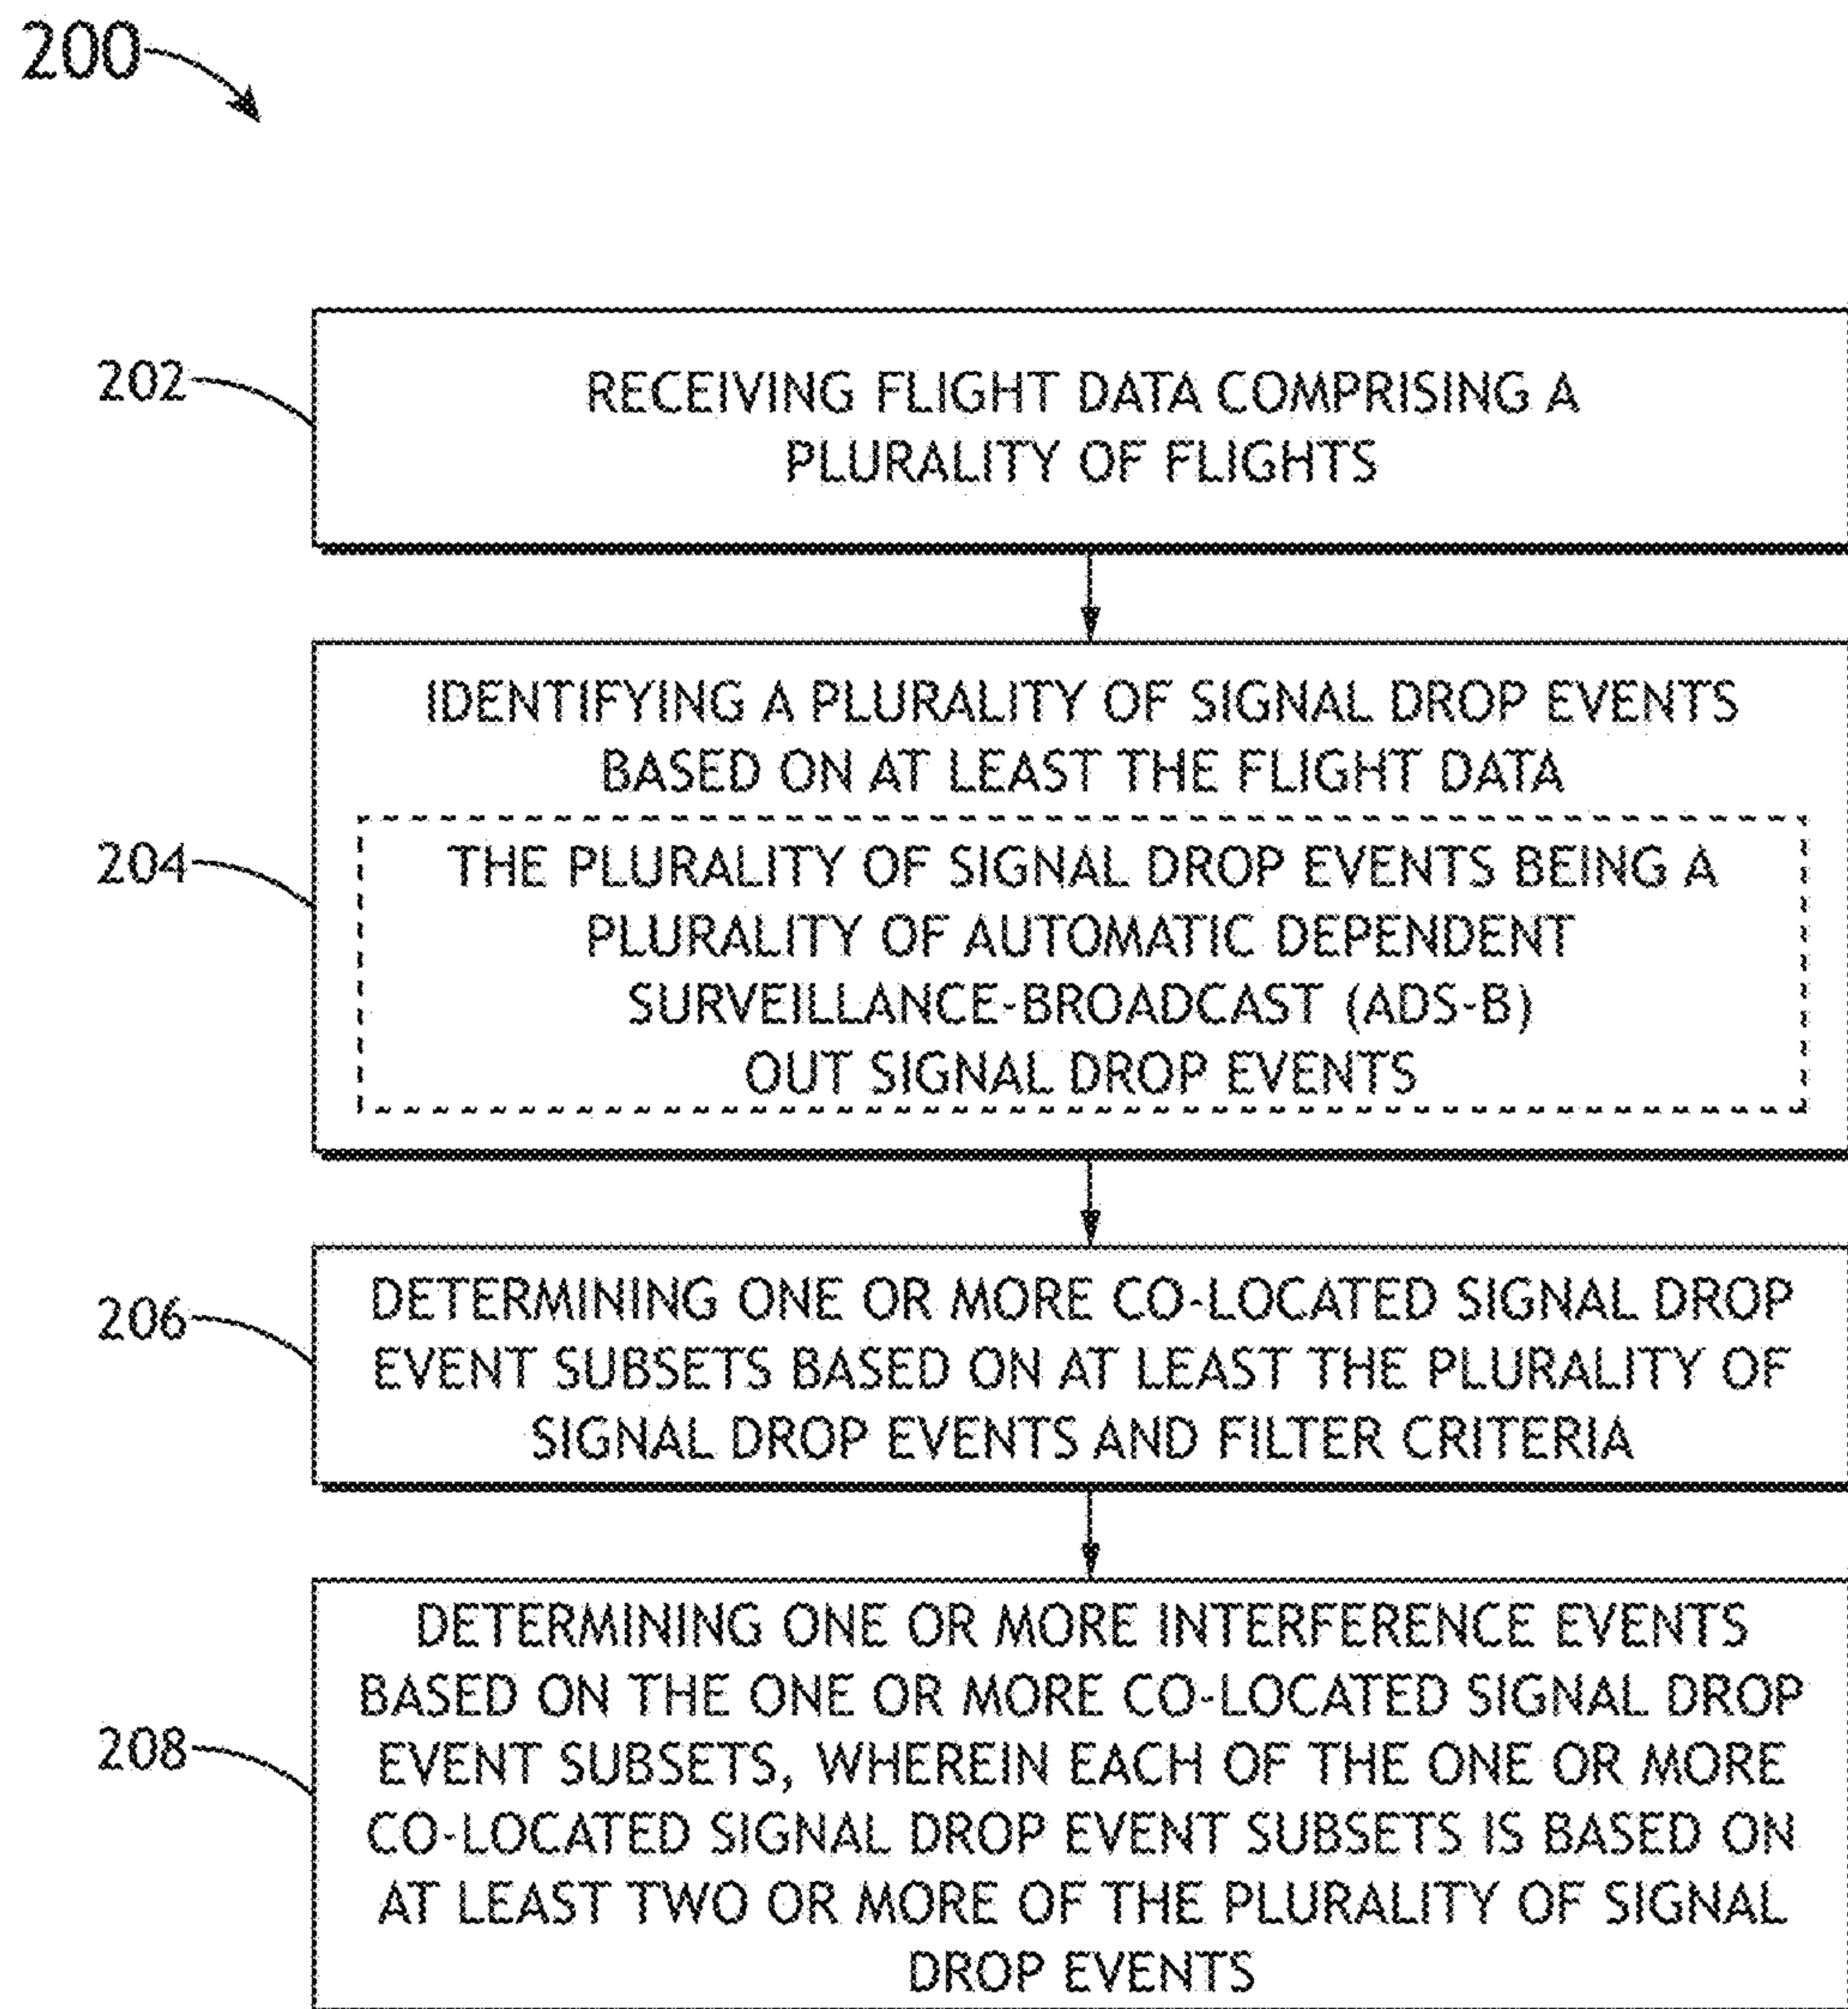 200
202
RECEIVING FLIGHT DATA COMPRISING A
PLURALITY OF FLIGHTS
204
IDENTIFYING A PLURALITY OF SIGNAL DROP EVENTS
BASED ON AT LEAST THE FLIGHT DATA
THE PLURALITY OF SIGNAL DROP EVENTS BEING A
PLURALITY OF AUTOMATIC DEPENDENT
SURVEILLANCE-BROADCAST (ADS-B)
OUT SIGNAL DROP EVENTS
206
DETERMINING ONE OR MORE CO-LOCATED SIGNAL DROP
EVENT SUBSETS BASED ON AT LEAST THE PLURALITY OF
SIGNAL DROP EVENTS AND FILTER CRITERIA
208
DETERMINING ONE OR MORE INTERFERENCE EVENTS
BASED ON THE ONE OR MORE CO-LOCATED SIGNAL DROP
EVENT SUBSETS, WHEREIN EACH OF THE ONE OR MORE
CO-LOCATED SIGNAL DROP EVENT SUBSETS IS BASED ON
AT LEAST TWO OR MORE OF THE PLURALITY OF SIGNAL
DROP EVENTS